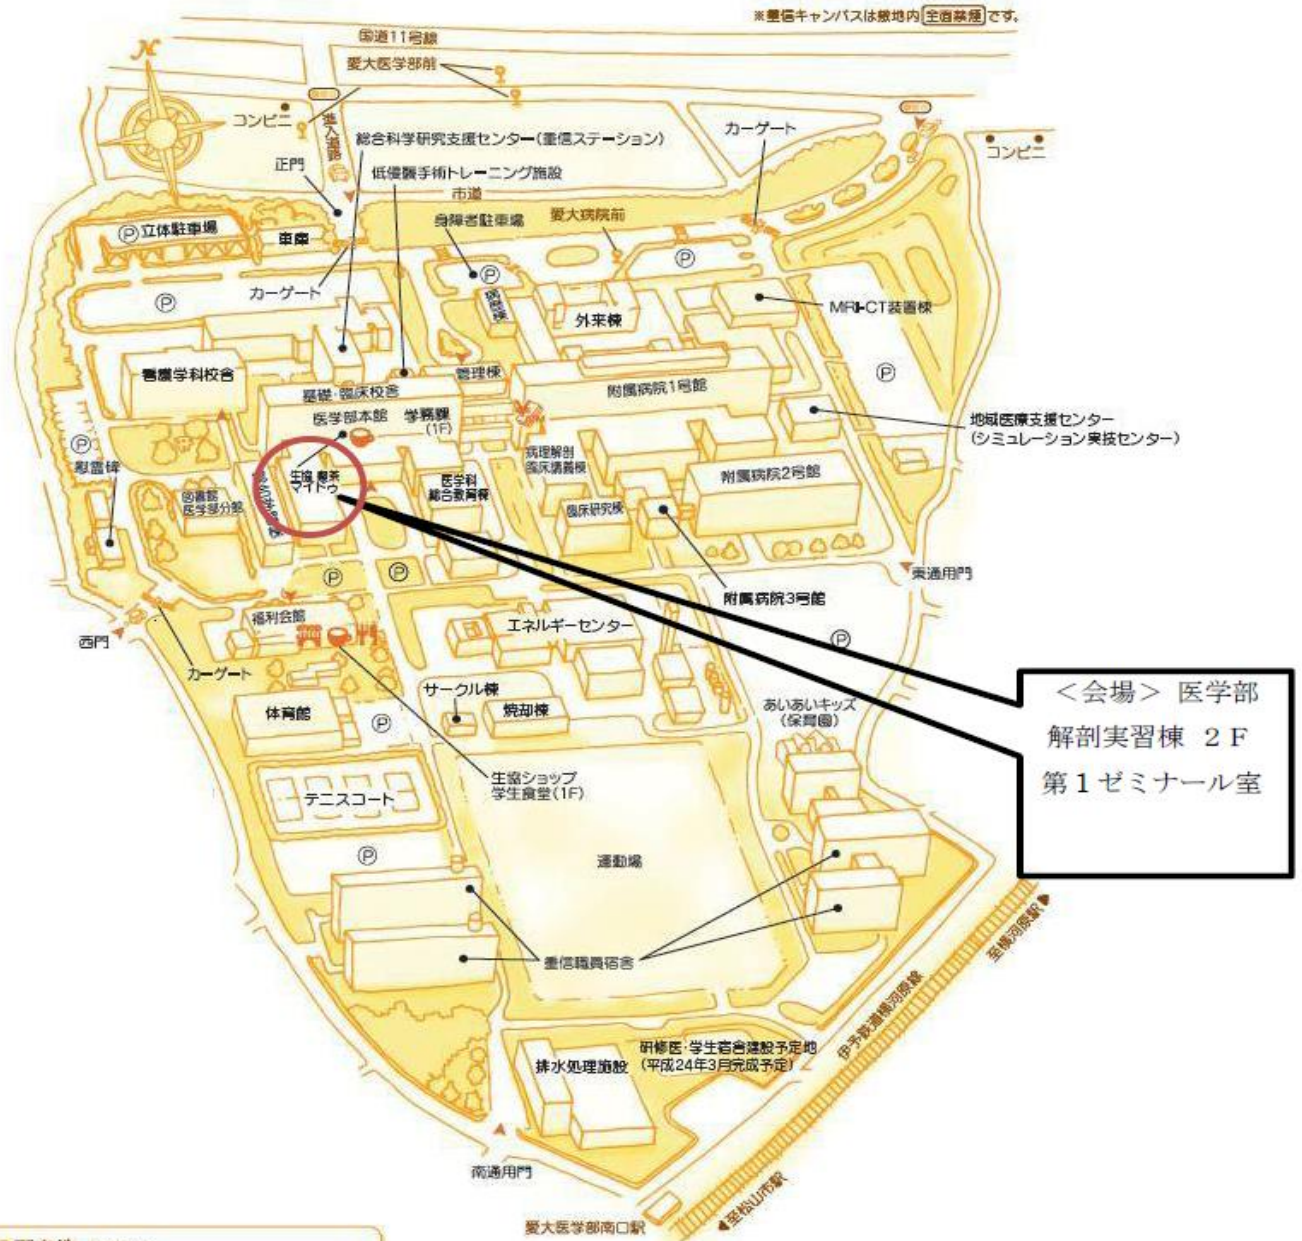 ※重信キャンパスは敷地内全面禁煙です。
国道11号線
愛大医学部前
コンビニ
進入道路
総合科学研究支援センター(重信ステーション)
カーゲート
コンビニ
正門
低侵襲手術トレーニング施設
市道
身障者駐車場
愛大病院前
P立体駐車場
車庫
P
P
カーゲート
P
MRI-CT装置棟
外来棟
看護学科校舎
管理棟
P
基礎・臨床校舎
附属病院1号館
医学部本館
学務課
(1F)
地域医療支援センター
(シミュレーション実技センター)
P
慰霊碑
生協 喫茶
マイドゥ
病理解剖
臨床講義棟
医学科
総合教育棟
附属病院2号館
図書館
医学部分館
臨床研究棟
東通用門
P
P
附属病院3号館
福利会館
エネルギーセンター
P
西門
カーゲート
サークル棟
焼却棟
体育館
P
あいあいキッズ
(保育園)
<会場> 医学部
解剖実習棟 2F
第1ゼミナール室
生協ショップ
学生食堂(1F)
テニスコート
P
運動場
重信職員宿舎
至横河原駅
伊予鉄道横河原線
排水処理施設
研修医・学生宿舎建設予定地
(平成24年3月完成予定)
南通用門
至松山市駅
愛大医学部南口駅